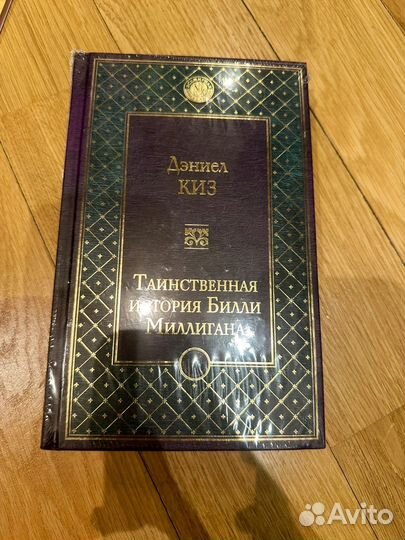 Дэниел
КИЗ
Таинственная
история Билли
Миллигана
Avito